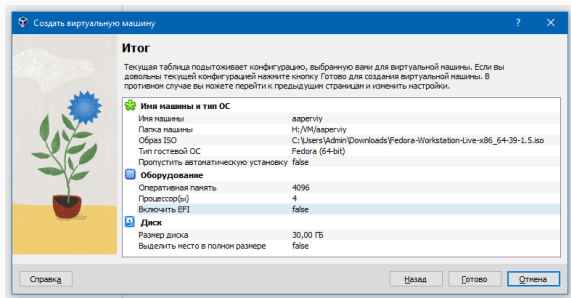 Создать виртуальную машину
Итог
Текущая таблица подытоживает конфигурацию, выбранную вами для виртуальной машины. Если вы
довольны текущей конфигурацией нажмите кнопку Готово для создания виртуальной машины. В
противном случае вы можете перейти к предыдущим страницам и изменить настройки.
Имя машины и тип ОС
Имя машины aaperviy
Папка машины H:/VM/aaperviy
Образ ISO C:\Users\Admin\Downloads\Fedora-Workstation-Live-x86_64-39-1.5.iso
Тип гостевой ОС Fedora (64-bit)
Пропустить автоматическую установку false
Оборудование
Оперативная память 4096
Процессор(ы) 4
Включить EFI false
Диск
Размер диска 30,00 ГБ
Выделить место в полном размере false
Справка Назад Готово Отмена